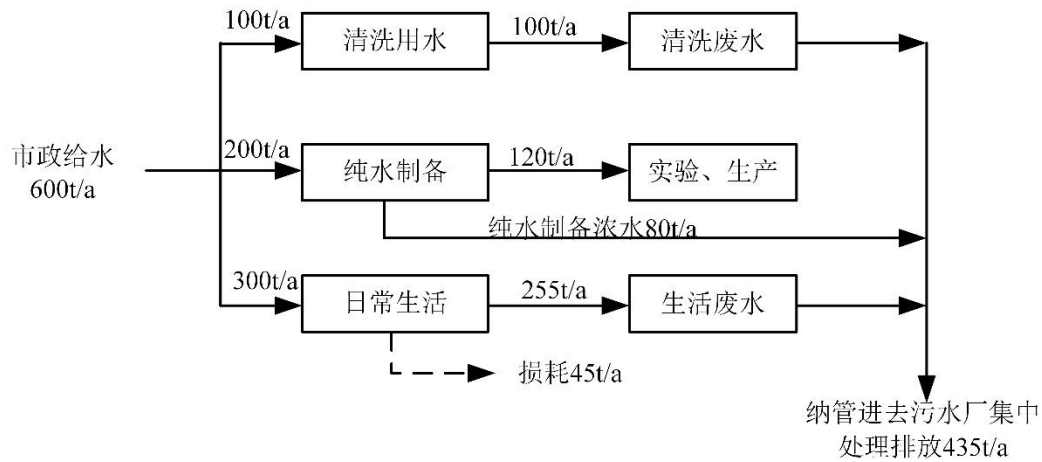 100t/a
清洗用水
100t/a
清洗废水
市政给水
600t/a
200t/a
纯水制备
120t/a
实验、生产
纯水制备浓水80t/a
300t/a
日常生活
255t/a
生活废水
损耗45t/a
纳管进去污水厂集中
处理排放435t/a